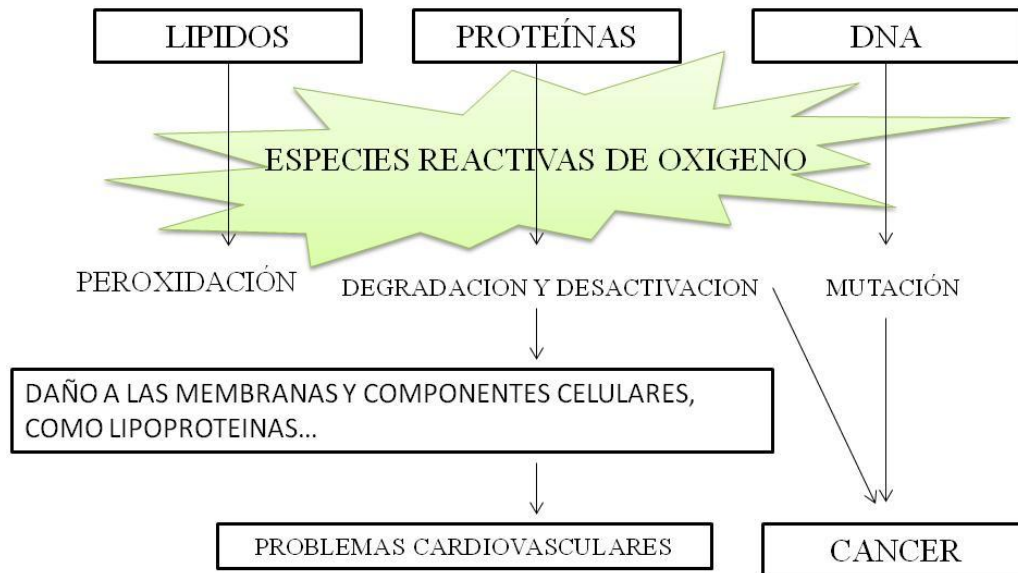 LIPIDOS
PROTEÍNAS
DNA
ESPECIES REACTIVAS DE OXIGENO
PEROXIDACIÓN
DEGRADACION Y DESACTIVACION
MUTACIÓN
DAÑO A LAS MEMBRANAS Y COMPONENTES CELULARES,
COMO LIPOPROTEINAS...
PROBLEMAS CARDIOVASCULARES
CANCER